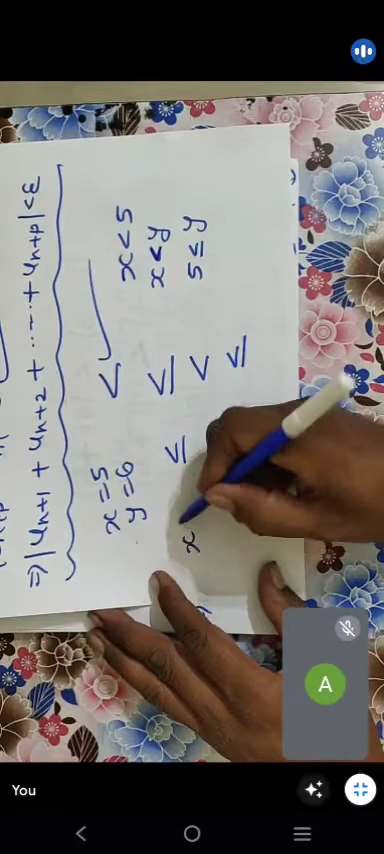 ⇒ |u_{n+1} + u_{n+2} + ..... + u_{n+p}| < ε
x = 5
y = 6
<
≤
<
≤
x < 5
x < y
5 ≤ y
≤
x
A
You